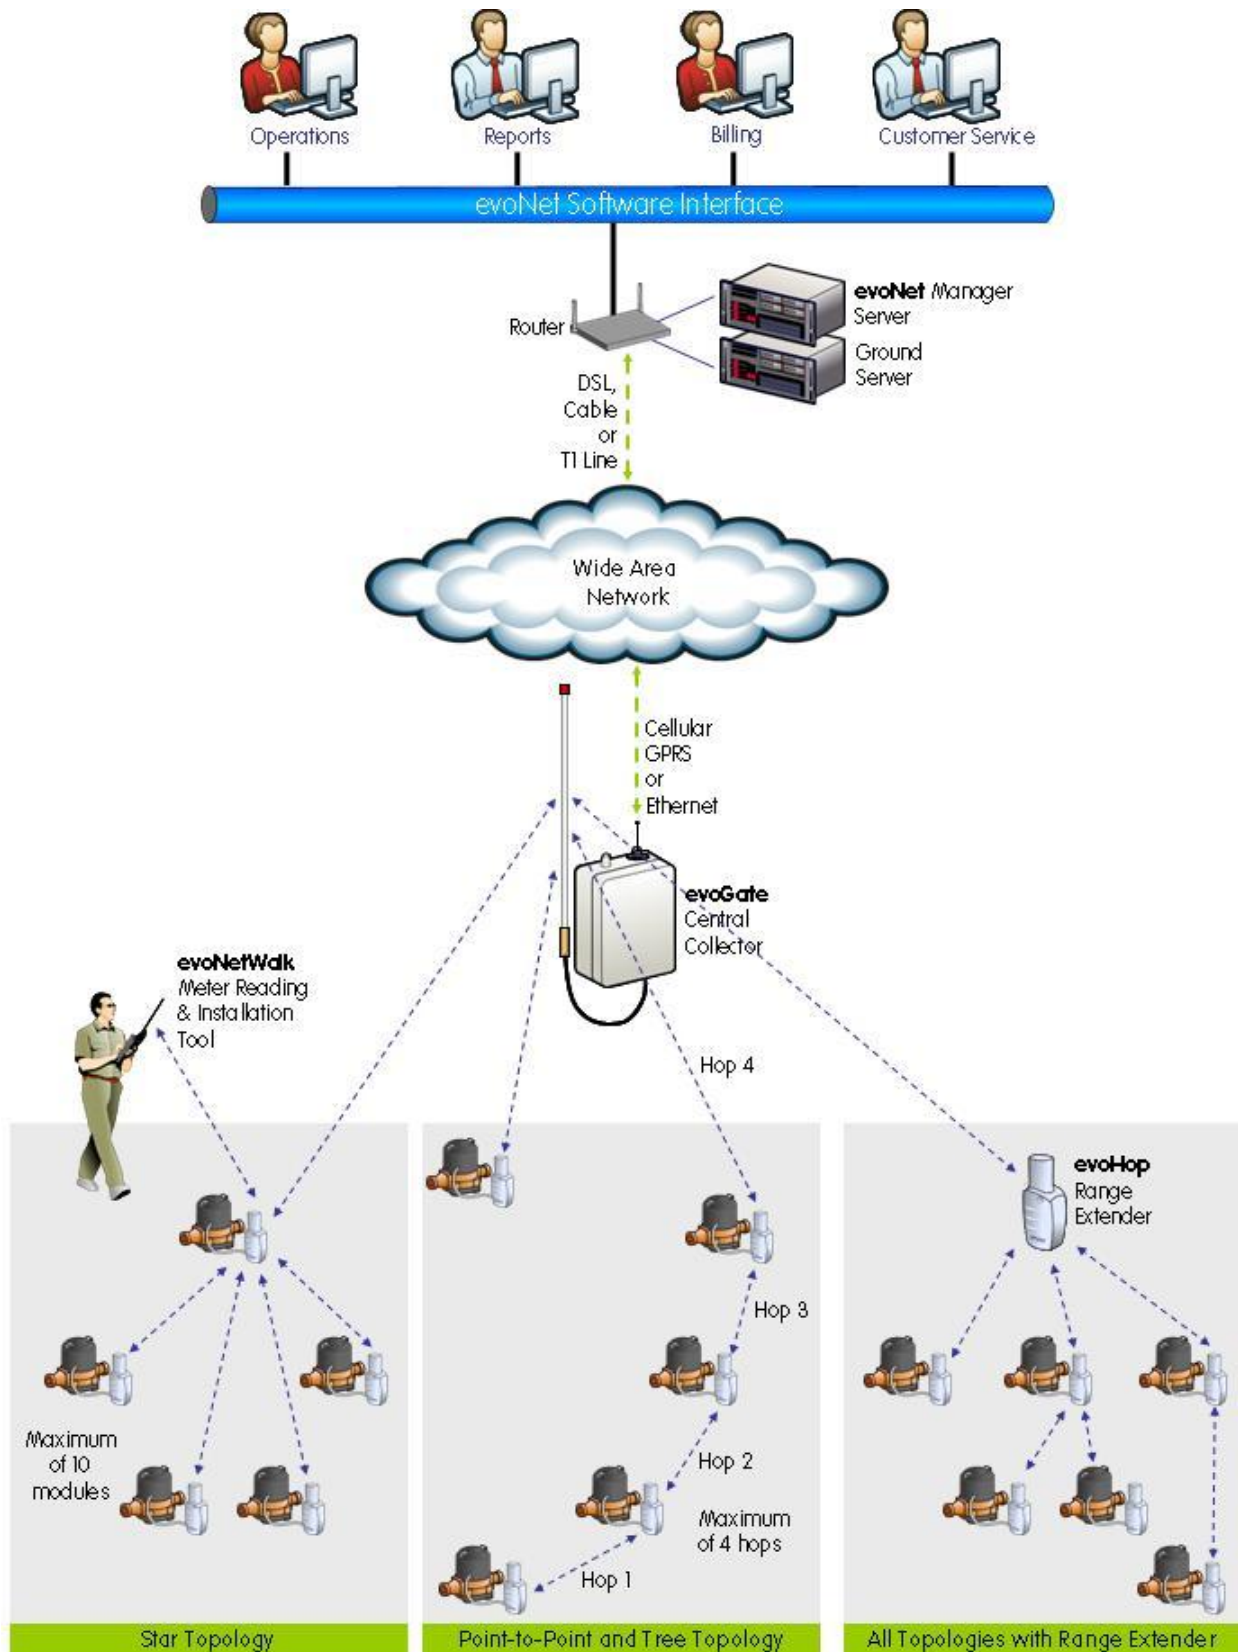 Operations
Reports
Billing
Customer Service
evoNet Software Interface
Router
evoNet Manager
Server
Ground
Server
DSL,
Cable
or
T1 Line
Wide Area
Network
Cellular
GPRS
or
Ethernet
evoGate
Central
Collector
evoNetWalk
Meter Reading
& Installation
Tool
Hop 4
evoHop
Range
Extender
Hop 3
Maximum
of 10
modules
Hop 2
Maximum
of 4 hops
Hop 1
Star Topology
Point-to-Point and Tree Topology
All Topologies with Range Extender